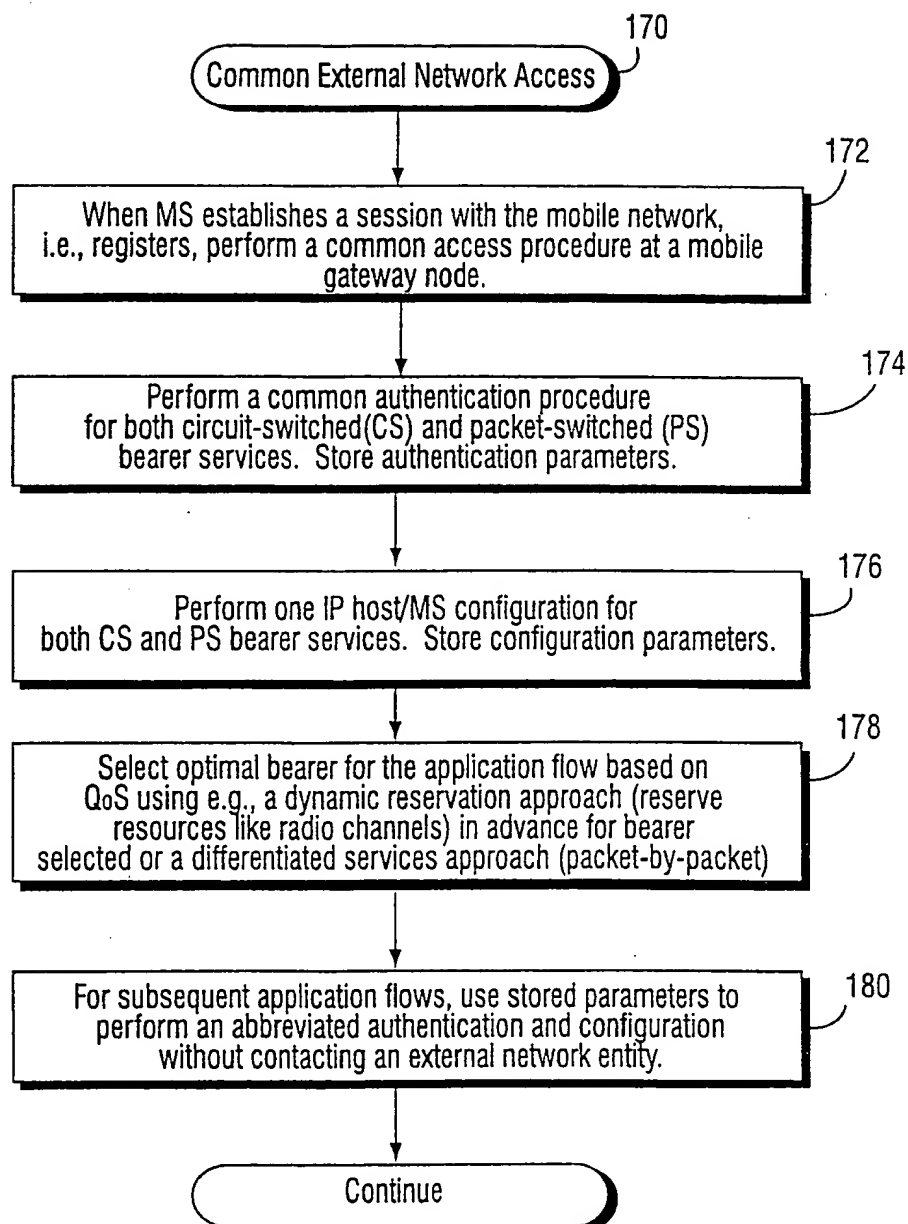 170
Common External Network Access
172
When MS establishes a session with the mobile network,
i.e., registers, perform a common access procedure at a mobile
gateway node.
174
Perform a common authentication procedure
for both circuit-switched(CS) and packet-switched (PS)
bearer services. Store authentication parameters.
176
Perform one IP host/MS configuration for
both CS and PS bearer services. Store configuration parameters.
178
Select optimal bearer for the application flow based on
QoS using e.g., a dynamic reservation approach (reserve
resources like radio channels) in advance for bearer
selected or a differentiated services approach (packet-by-packet)
180
For subsequent application flows, use stored parameters to
perform an abbreviated authentication and configuration
without contacting an external network entity.
Continue